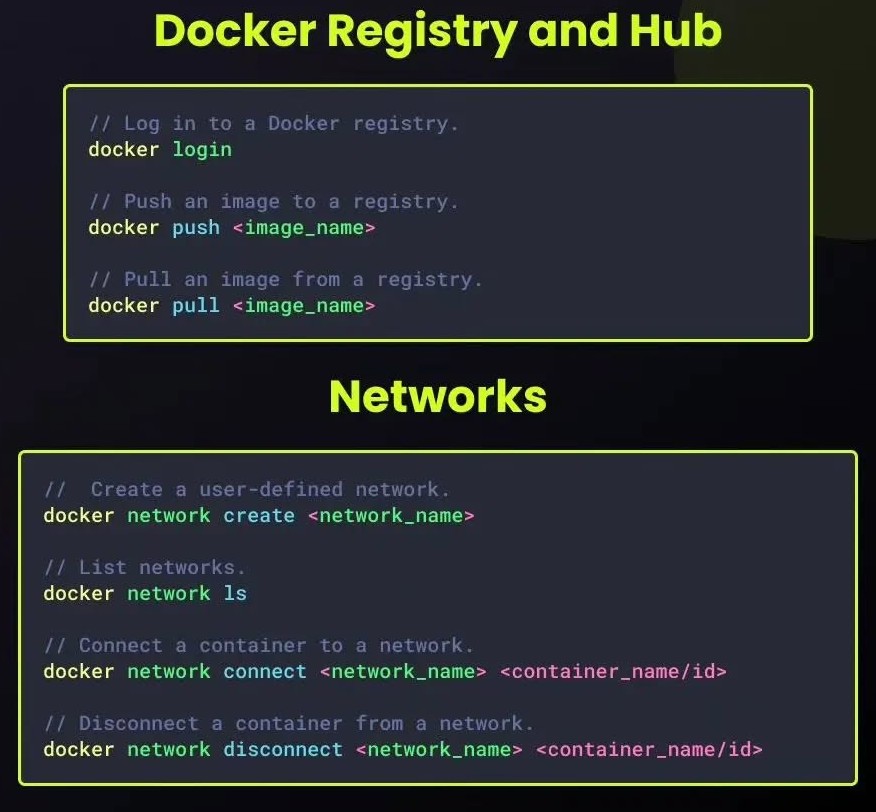 Docker Registry and Hub
// Log in to a Docker registry.
docker login
// Push an image to a registry.
docker push <image_name>
// Pull an image from a registry.
docker pull <image_name>
Networks
//  Create a user-defined network.
docker network create <network_name>
// List networks.
docker network ls
// Connect a container to a network.
docker network connect <network_name> <container_name/id>
// Disconnect a container from a network.
docker network disconnect <network_name> <container_name/id>